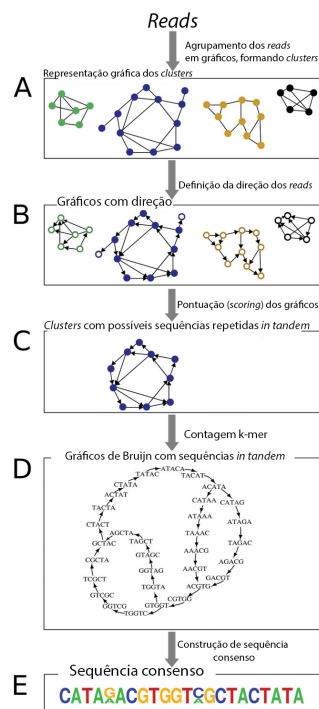 Reads
Agrupamento dos reads
em gráficos, formando clusters
A
Representação gráfica dos clusters
Definição da direção dos reads
B
Gráficos com direção
Pontuação (scoring) dos gráficos
Clusters com possíveis sequências repetidas in tandem
C
Contagem k-mer
D
Gráficos de Bruijn com sequências in tandem
ATACA
TATAC
TACAT
CTATA
ACATA
ACTAT
CATAA
CATAG
TACTA
ATAAA
ATAGA
CTACT
AGCTA
TAAAC
TAGAC
GCTAC
TAGCT
AAACG
AGACG
CGCTA
GTAGC
AACGT
GACGT
TCGCT
GGTAG
ACGTG
GTCGC
TGGTA
CGTGG
GGTCG
GTGGT
TGGTC
Construção de sequência
consenso
E
Sequência consenso
CATAGACGTGGTCGCTACTATA
A A